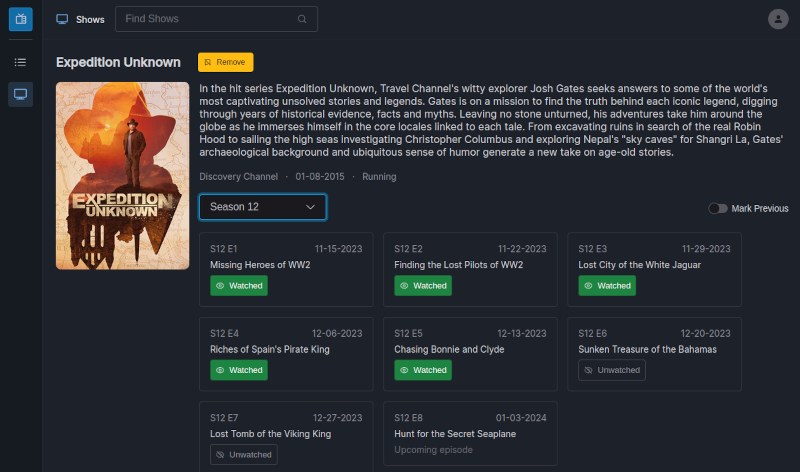 Shows
Find Shows
Expedition Unknown
Remove
EXPEDITION
UNKNOWN
In the hit series Expedition Unknown, Travel Channel's witty explorer Josh Gates seeks answers to some of the world's
most captivating unsolved stories and legends. Gates is on a mission to find the truth behind each iconic legend, digging
through years of historical evidence, facts and myths. Leaving no stone unturned, his adventures take him around the
globe as he immerses himself in the core locales linked to each tale. From excavating ruins in search of the real Robin
Hood to sailing the high seas investigating Christopher Columbus and exploring Nepal's "sky caves" for Shangri La, Gates'
archaeological background and ubiquitous sense of humor generate a new take on age-old stories.
Discovery Channel · 01-08-2015 · Running
Season 12
Mark Previous
S12 E1 11-15-2023
Missing Heroes of WW2
Watched
S12 E2 11-22-2023
Finding the Lost Pilots of WW2
Watched
S12 E3 11-29-2023
Lost City of the White Jaguar
Watched
S12 E4 12-06-2023
Riches of Spain's Pirate King
Watched
S12 E5 12-13-2023
Chasing Bonnie and Clyde
Watched
S12 E6 12-20-2023
Sunken Treasure of the Bahamas
Unwatched
S12 E7 12-27-2023
Lost Tomb of the Viking King
Unwatched
S12 E8 01-03-2024
Hunt for the Secret Seaplane
Upcoming episode